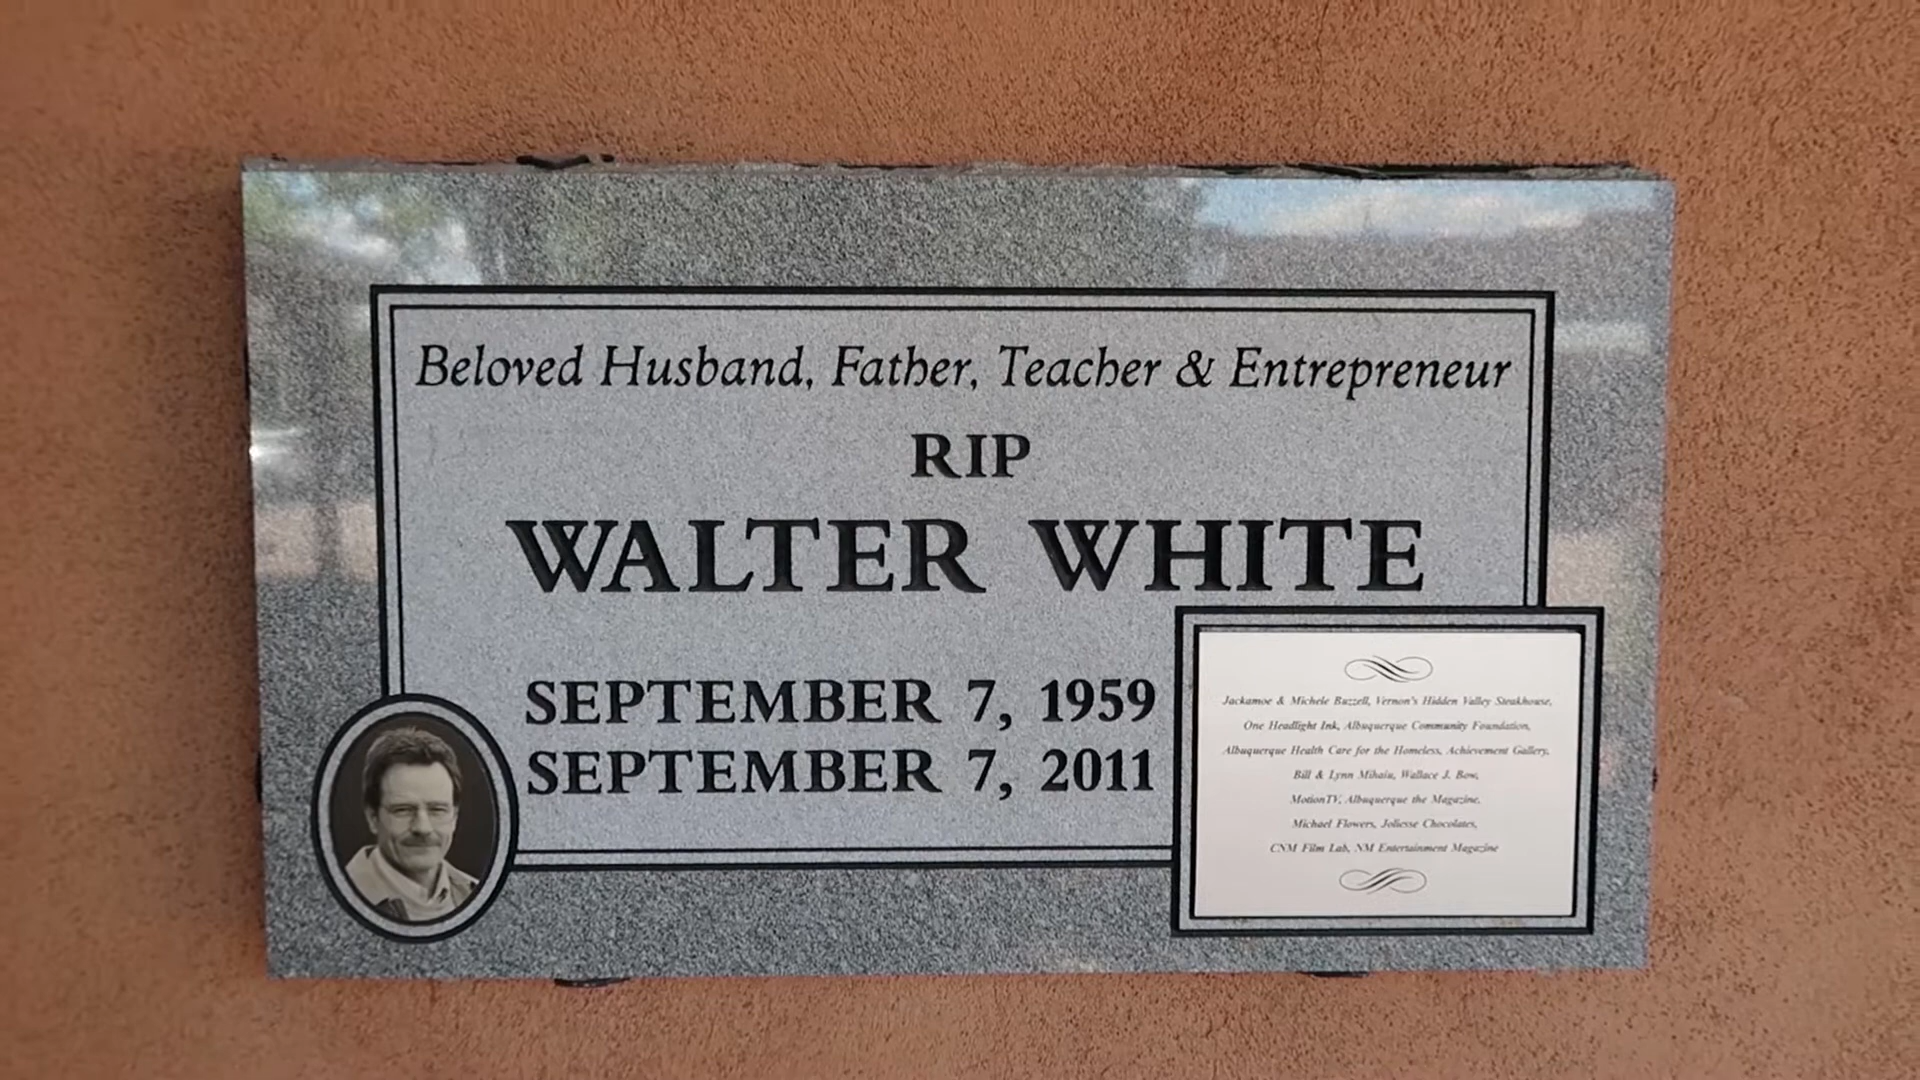 Beloved Husband, Father, Teacher & Entrepreneur
RIP
WALTER WHITE
SEPTEMBER 7, 1959
SEPTEMBER 7, 2011
Jackamoe & Michele Buzzell, Vernon's Hidden Valley Steakhouse,
One Headlight Ink, Albuquerque Community Foundation,
Albuquerque Health Care for the Homeless, Achievement Gallery,
Bill & Lynn Mihaiu, Wallace J. Bow,
MotionTV, Albuquerque the Magazine,
Michael Flowers, Joliesse Chocolates,
CNM Film Lab, NM Entertainment Magazine